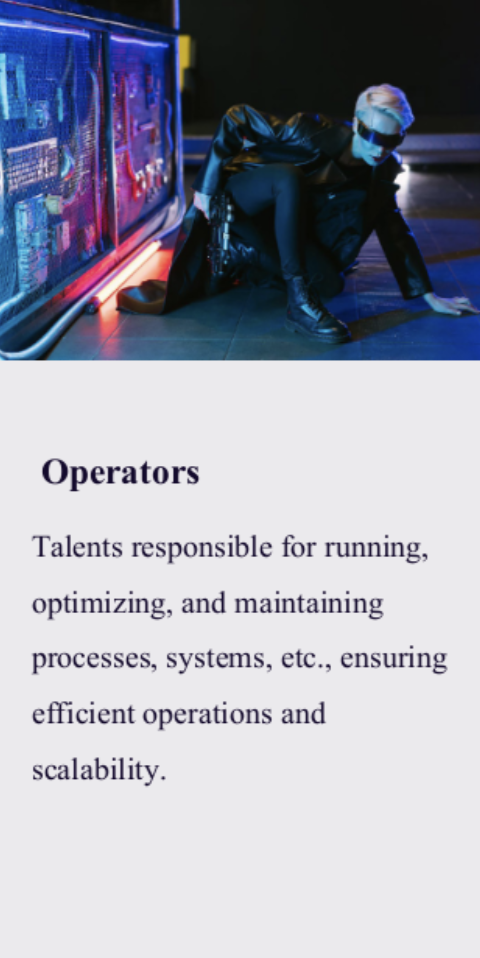 Operators
Talents responsible for running,
optimizing, and maintaining
processes, systems, etc., ensuring
efficient operations and
scalability.